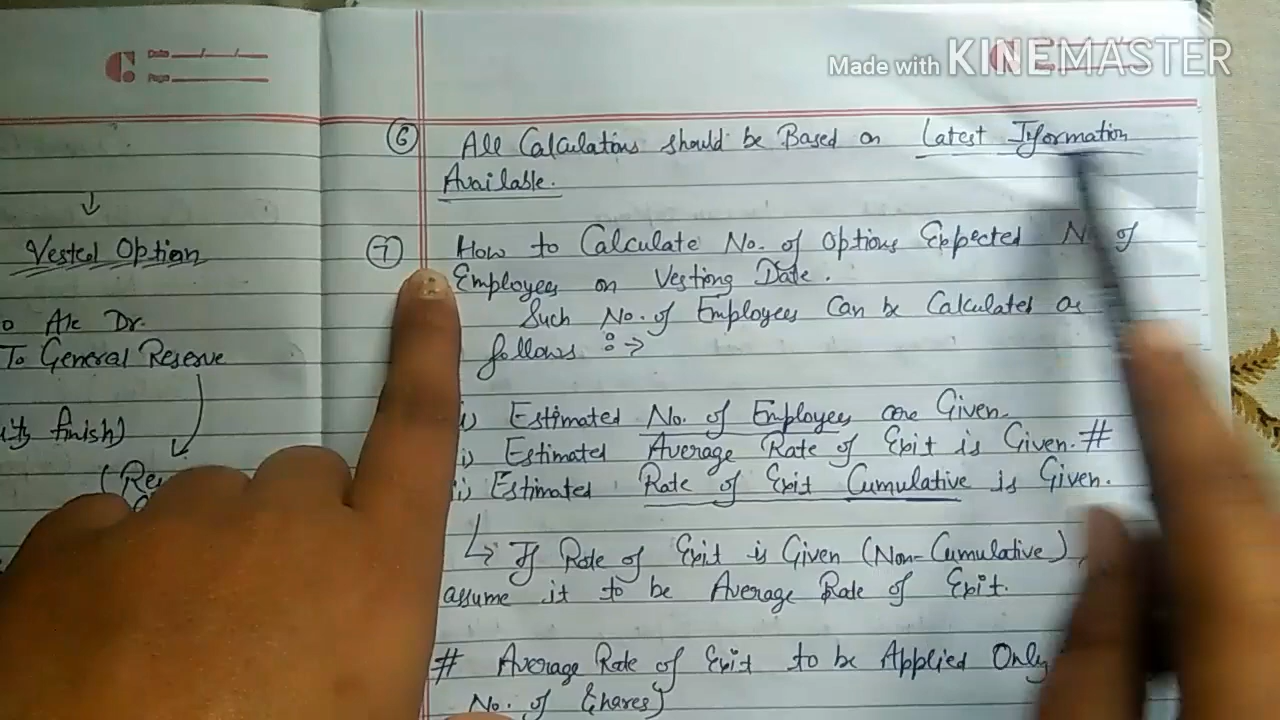 Date
Page
Made with KINEMASTER
⑥ All Calculations should be Based on Latest Information
Available.
Vested Option
⑦ How to Calculate No. of Options Expected of
Employees on Vesting Date.
A/c Dr.
Such No. of Employees Can be Calculated as
To General Reserve
follows :→
finish)
i) Estimated No. of Employees are Given.
i) Estimated Average Rate of Exit is Given. #
i) Estimated Rate of Exit Cumulative is Given.
If Rate of Exit is Given (Non-Cumulative),
assume it to be Average Rate of Exit.
# Average Rate of Exit to be Applied Only
No. of Shares)